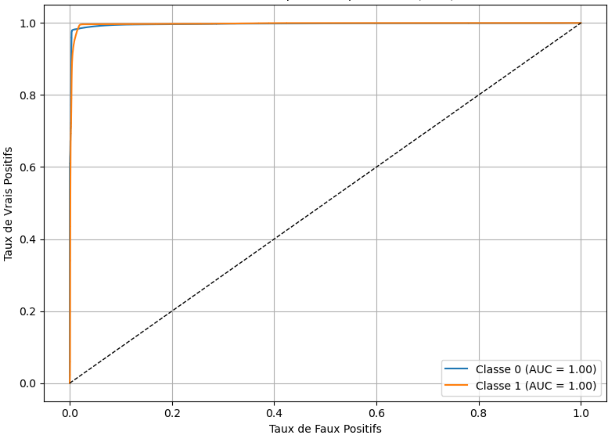 1.0
0.8
0.6
0.4
0.2
0.0
Taux de Vrais Positifs
0.0 0.2 0.4 0.6 0.8 1.0
Taux de Faux Positifs
Classe 0 (AUC = 1.00)
Classe 1 (AUC = 1.00)